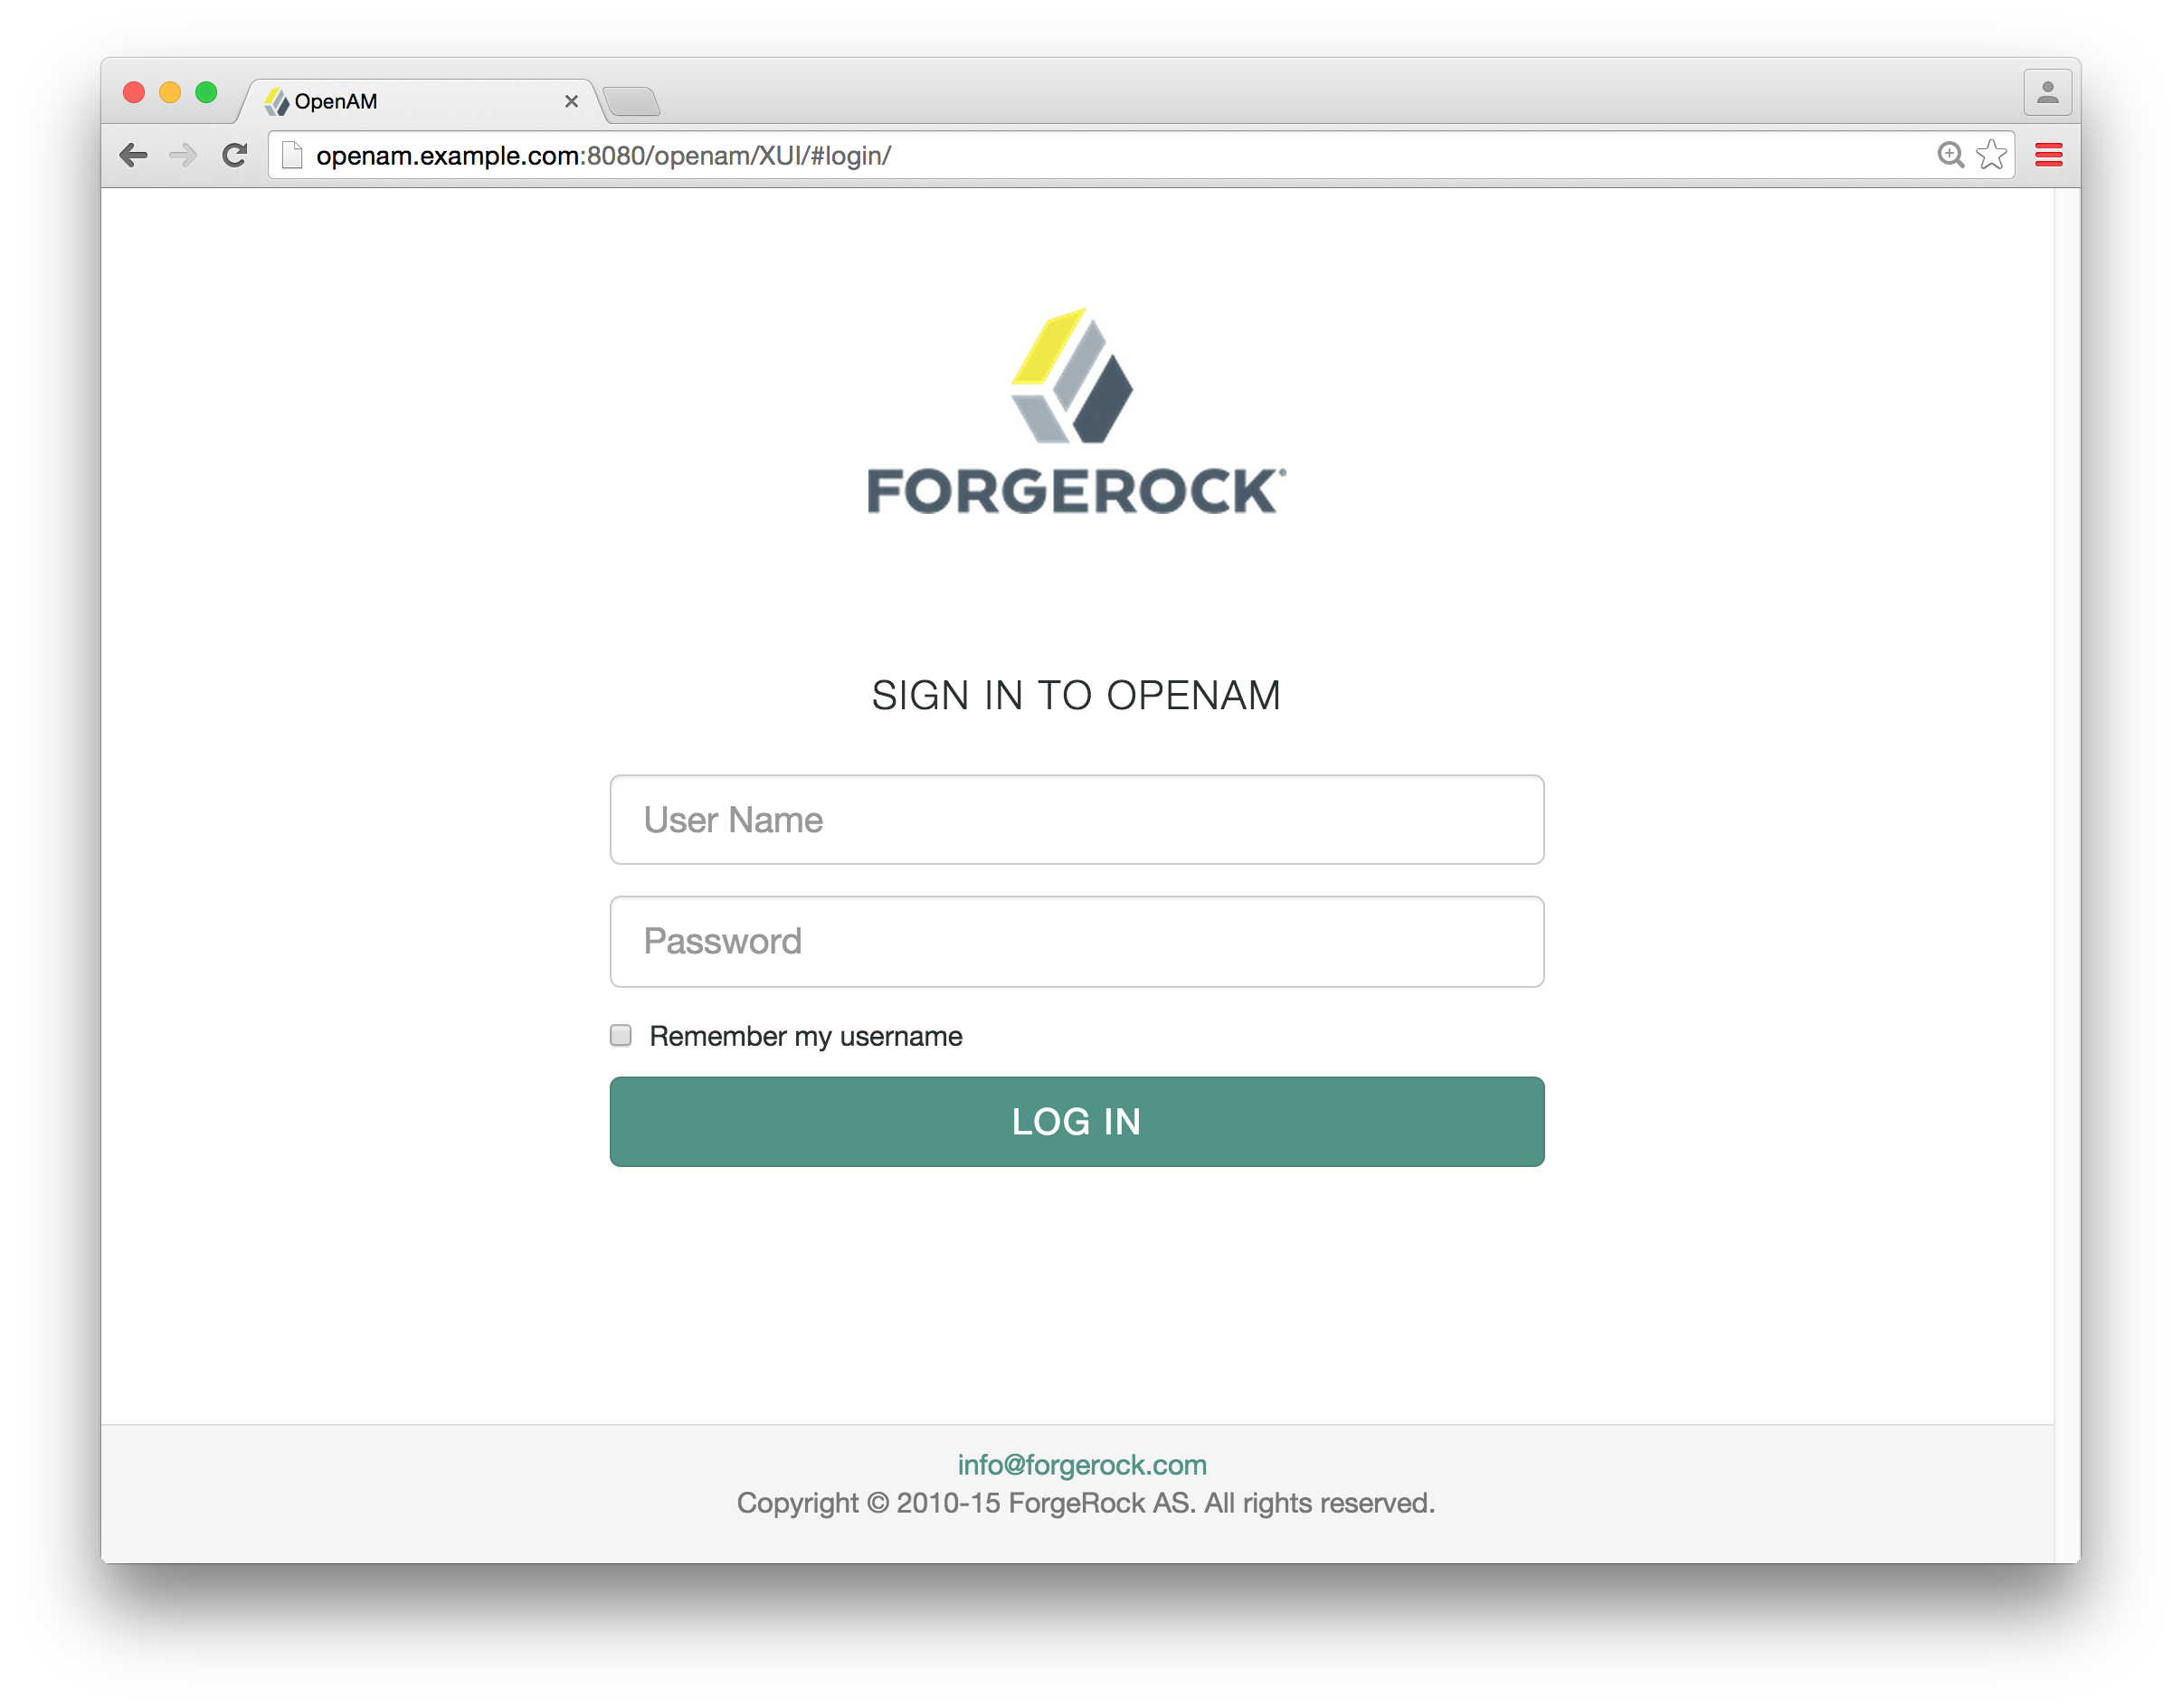 OpenAM
openam.example.com:8080/openam/XUI/#login/
FORGEROCK
SIGN IN TO OPENAM
User Name
Password
Remember my username
LOG IN
info@forgerock.com
Copyright © 2010-15 ForgeRock AS. All rights reserved.